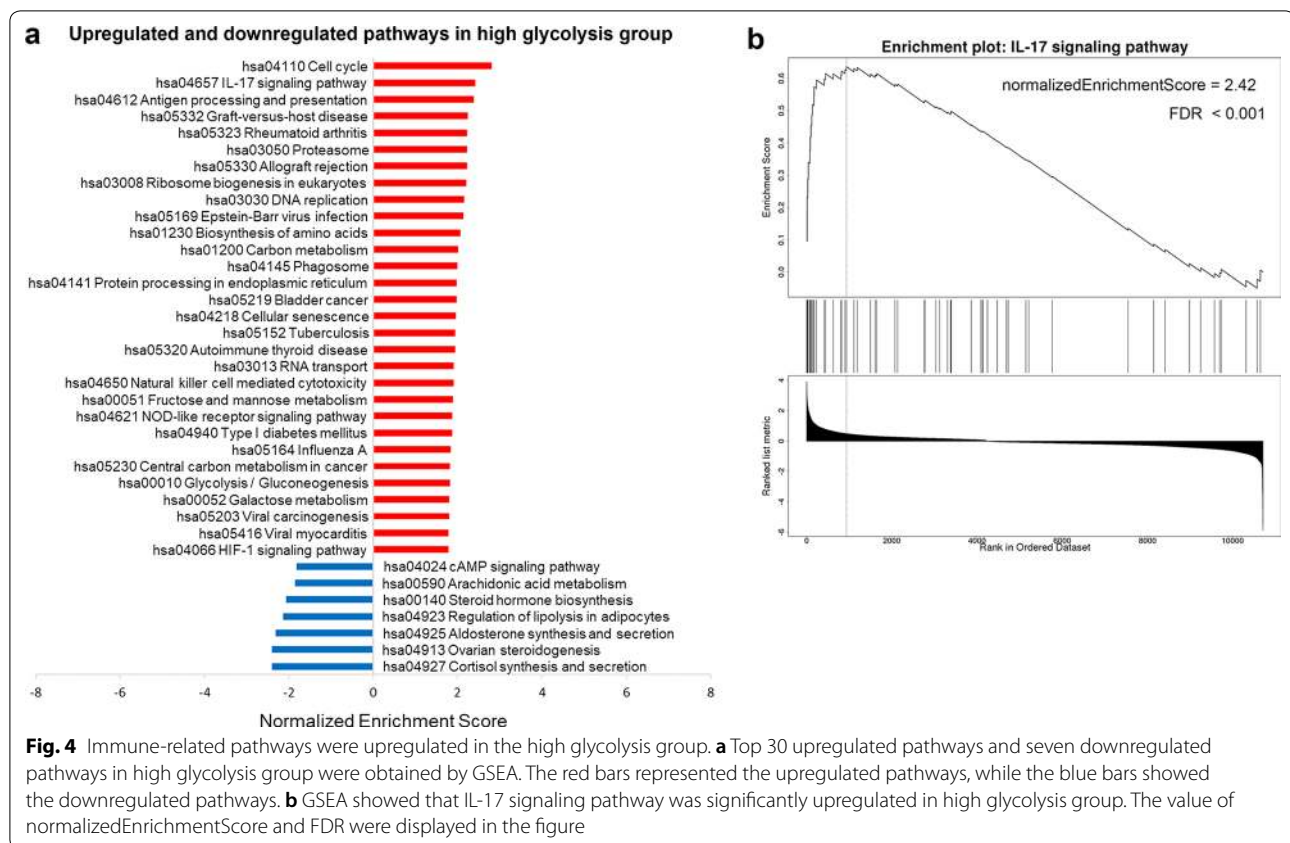 a Upregulated and downregulated pathways in high glycolysis group
hsa04110 Cell cycle
hsa04657 IL-17 signaling pathway
hsa04612 Antigen processing and presentation
hsa05332 Graft-versus-host disease
hsa05323 Rheumatoid arthritis
hsa03050 Proteasome
hsa05330 Allograft rejection
hsa03008 Ribosome biogenesis in eukaryotes
hsa03030 DNA replication
hsa05169 Epstein-Barr virus infection
hsa01230 Biosynthesis of amino acids
hsa01200 Carbon metabolism
hsa04145 Phagosome
hsa04141 Protein processing in endoplasmic reticulum
hsa05219 Bladder cancer
hsa04218 Cellular senescence
hsa05152 Tuberculosis
hsa05320 Autoimmune thyroid disease
hsa03013 RNA transport
hsa04650 Natural killer cell mediated cytotoxicity
hsa00051 Fructose and mannose metabolism
hsa04621 NOD-like receptor signaling pathway
hsa04940 Type I diabetes mellitus
hsa05164 Influenza A
hsa05230 Central carbon metabolism in cancer
hsa00010 Glycolysis / Gluconeogenesis
hsa00052 Galactose metabolism
hsa05203 Viral carcinogenesis
hsa05416 Viral myocarditis
hsa04066 HIF-1 signaling pathway
hsa04024 cAMP signaling pathway
hsa00590 Arachidonic acid metabolism
hsa00140 Steroid hormone biosynthesis
hsa04923 Regulation of lipolysis in adipocytes
hsa04925 Aldosterone synthesis and secretion
hsa04913 Ovarian steroidogenesis
hsa04927 Cortisol synthesis and secretion
-8 -6 -4 -2 0 2 4 6 8
Normalized Enrichment Score
b
Enrichment plot: IL-17 signaling pathway
normalizedEnrichmentScore = 2.42
FDR < 0.001
Enrichment Score
0.6
0.5
0.4
0.3
0.2
0.1
0.0
Ranked list metric
4
2
0
-2
-4
-6
0 2000 4000 6000 8000 10000
Rank in Ordered Dataset
Fig. 4 Immune-related pathways were upregulated in the high glycolysis group. a Top 30 upregulated pathways and seven downregulated
pathways in high glycolysis group were obtained by GSEA. The red bars represented the upregulated pathways, while the blue bars showed
the downregulated pathways. b GSEA showed that IL-17 signaling pathway was significantly upregulated in high glycolysis group. The value of
normalizedEnrichmentScore and FDR were displayed in the figure